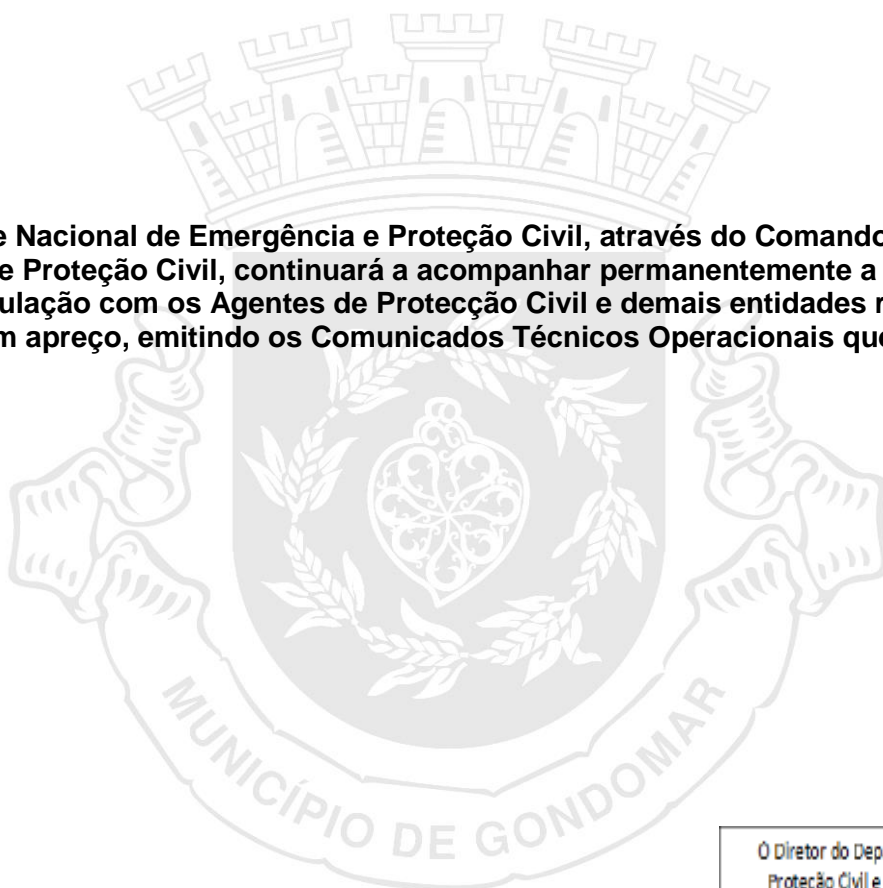 e Nacional de Emergência e Proteção Civil, através do Comando
e Proteção Civil, continuará a acompanhar permanentemente a
ulação com os Agentes de Protecção Civil e demais entidades
m apreço, emitindo os Comunicados Técnicos Operacionais que
MUNICÍPIO DE GONDOMAR
O Diretor do Dep
Proteção Civil e